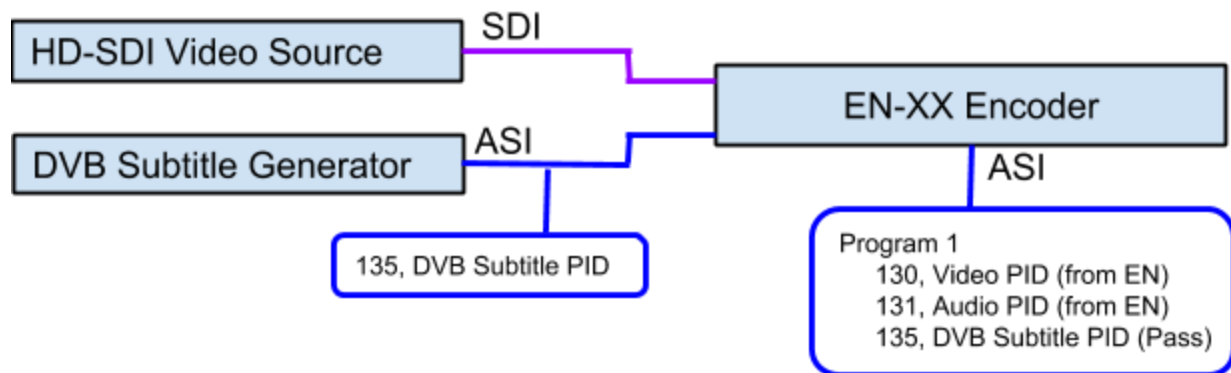 HD-SDI Video Source
SDI
EN-XX Encoder
DVB Subtitle Generator
ASI
ASI
135, DVB Subtitle PID
Program 1
130, Video PID (from EN)
131, Audio PID (from EN)
135, DVB Subtitle PID (Pass)